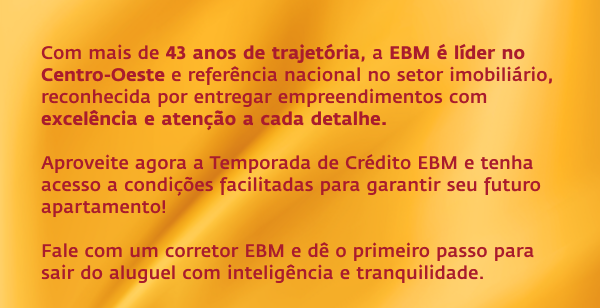 Com mais de 43 anos de trajetória, a EBM é líder no
Centro-Oeste e referência nacional no setor imobiliário,
reconhecida por entregar empreendimentos com
excelência e atenção a cada detalhe.
Aproveite agora a Temporada de Crédito EBM e tenha
acesso a condições facilitadas para garantir seu futuro
apartamento!
Fale com um corretor EBM e dê o primeiro passo para
sair do aluguel com inteligência e tranquilidade.